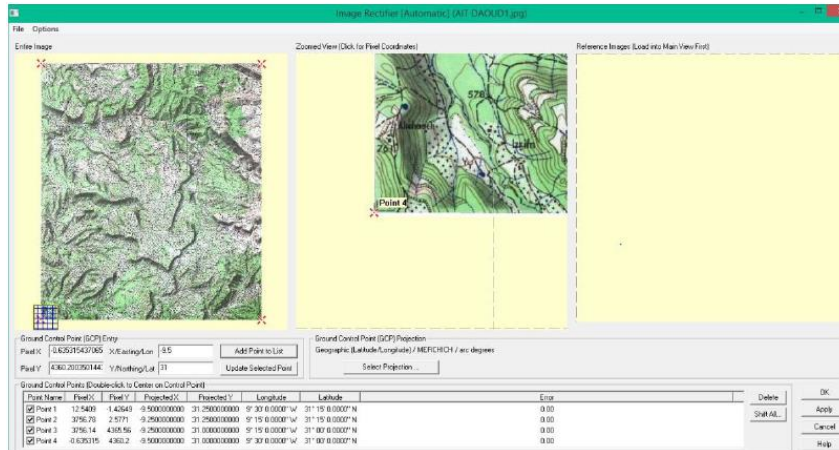 Image Rectifier (Automatic) (AIT-DAOUD1.jpg)
File Options
Entire Image
Zoomed View (Click for Pixel Coordinates)
Reference Images (Load into Main View First)
578
Point 4
Ground Control Point (GCP) Entry
Pixel X -0.635315437065 X/Easting/Lon -9.5 Add Point to List
Pixel Y 4360.200350144 Y/Northing/Lat 31 Update Selected Point
Ground Control Point (GCP) Projection
Geographic (Latitude/Longitude) / MERCHICH / arc degrees
Select Projection...
Ground Control Points (Double-click to Center on Control Point)
Point Name Pixel X Pixel Y Projected X Projected Y Longitude Latitude Error
Point 1 12.5409 -1.42649 -9.5000000000 31.2500000000 9° 30' 0.0000" W 31° 15' 0.0000" N 0.00
Point 2 3756.78 2.5771 -9.2500000000 31.2500000000 9° 15' 0.0000" W 31° 15' 0.0000" N 0.00
Point 3 3756.14 4365.56 -9.2500000000 31.0000000000 9° 15' 0.0000" W 31° 00' 0.0000" N 0.00
Point 4 -0.635315 4360.2 -9.5000000000 31.0000000000 9° 30' 0.0000" W 31° 00' 0.0000" N 0.00
Delete
Shift All...
OK
Apply
Cancel
Help